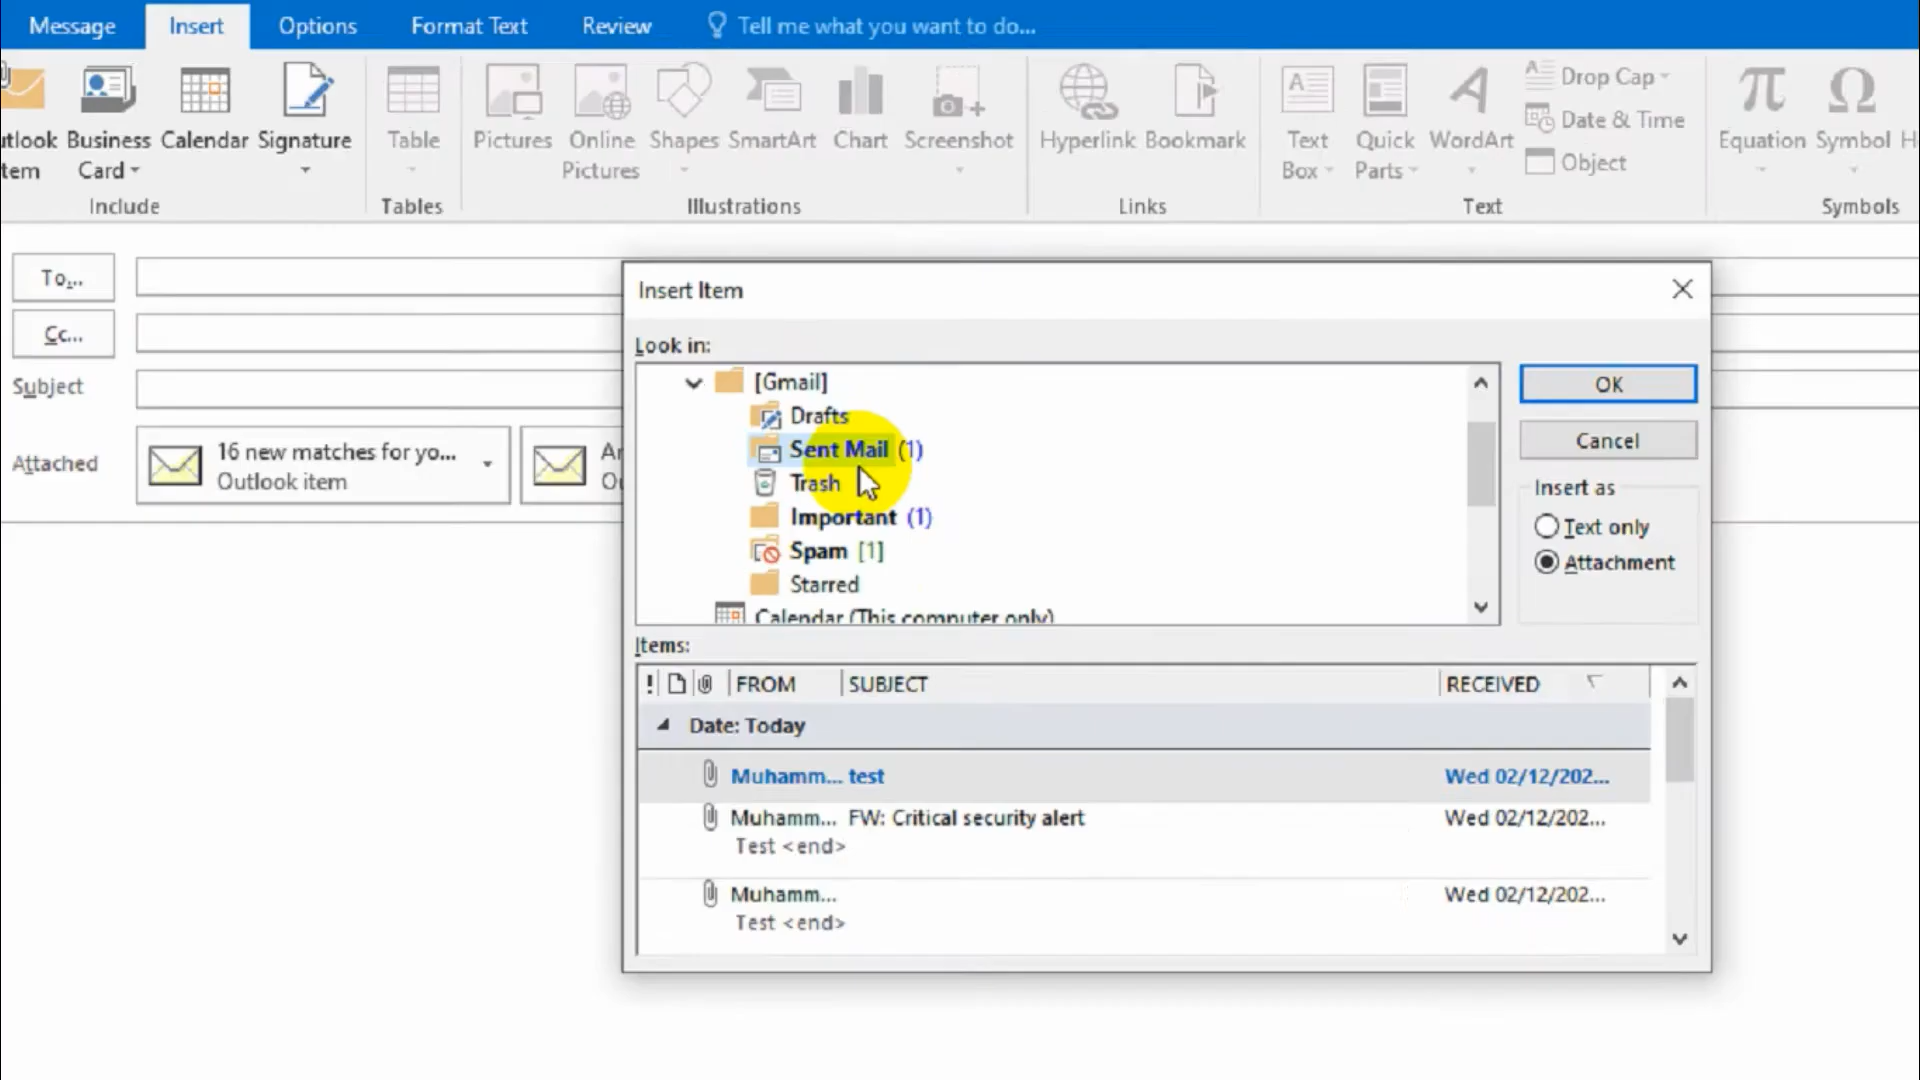 Message Insert Options Format Text Review Tell me what you want to do...
utlook Business Calendar Signature Table Pictures Online Shapes SmartArt Chart Screenshot Hyperlink Bookmark Text Quick WordArt Drop Cap Equation Symbol H
tem Card Pictures Box Parts Date & Time
Object
Include Tables Illustrations Links Text Symbols
To...
Cc...
Subject
Attached
16 new matches for yo...
Outlook item
Insert Item
Look in:
[Gmail]
Drafts
Sent Mail (1)
Trash
Important (1)
Spam [1]
Starred
Calendar (This computer only)
OK
Cancel
Insert as
Text only
Attachment
Items:
! FROM SUBJECT RECEIVED
Date: Today
Muhamm... test Wed 02/12/202...
Muhamm... FW: Critical security alert Wed 02/12/202...
Test <end>
Muhamm... Wed 02/12/202...
Test <end>